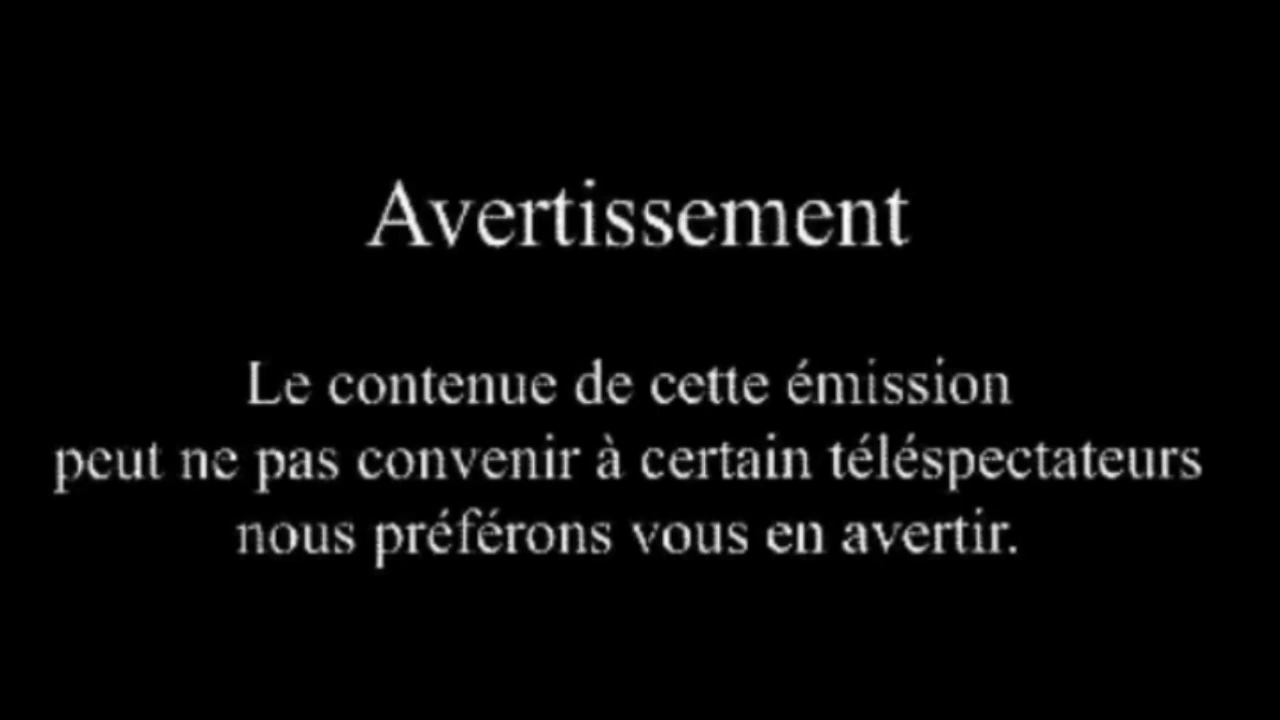 Avertissement
Le contenue de cette émission
peut ne pas convenir à certain téléspectateurs
nous préférons vous en avertir.